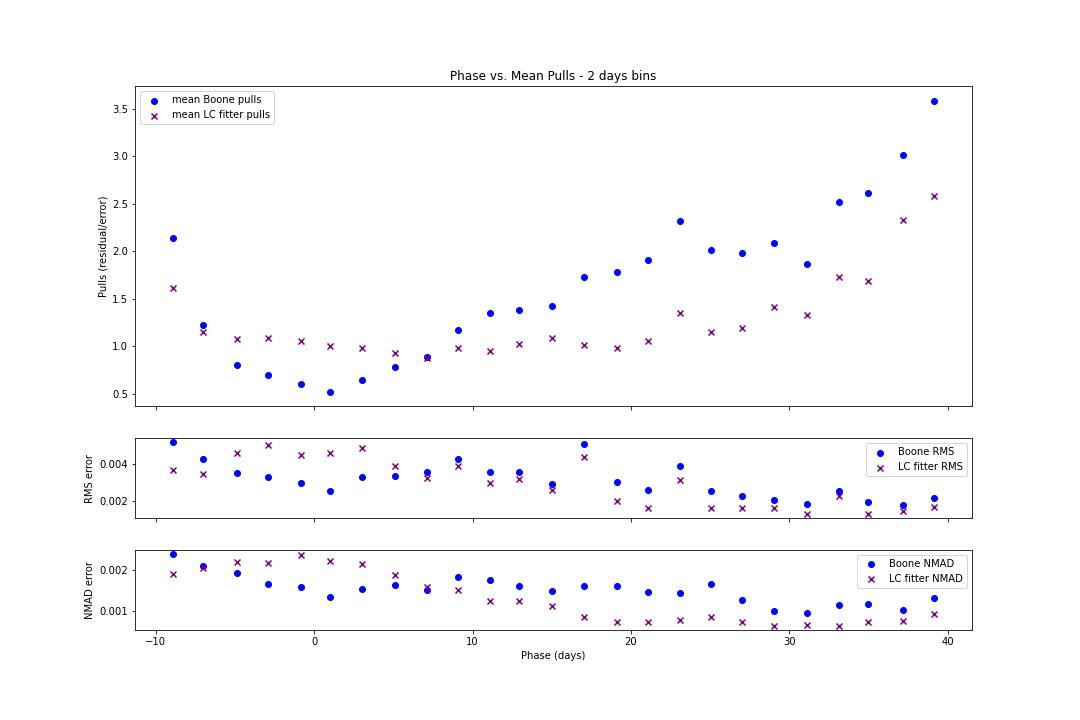 Phase vs. Mean Pulls - 2 days bins
mean Boone pulls
mean LC fitter pulls
3.5
3.0
2.5
2.0
1.5
1.0
0.5
Pulls (residual/error)
−10
0
10
20
30
40
Boone RMS
LC fitter RMS
0.004
0.002
RMS error
Boone NMAD
LC fitter NMAD
0.002
0.001
NMAD error
Phase (days)